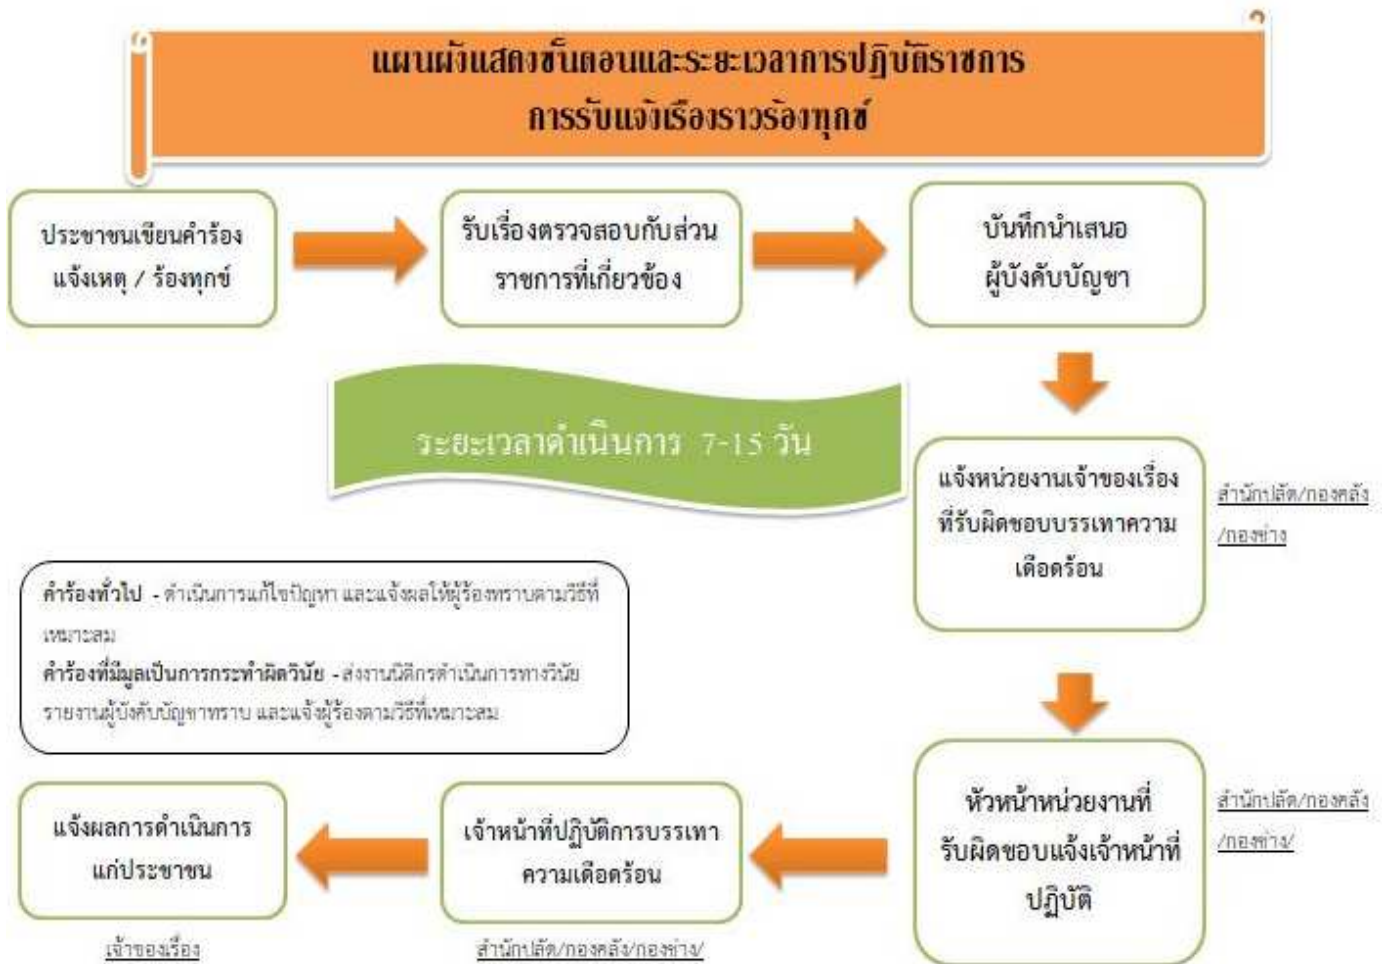 แผนผังแสดงขั้นตอนและระยะเวลาการปฏิบัติราชการ
การรับแจ้งเรื่องราวร้องทุกข์
ประชาชนเขียนคำร้อง
แจ้งเหตุ / ร้องทุกข์
รับเรื่องตรวจสอบกับส่วน
ราชการที่เกี่ยวข้อง
บันทึกนำเสนอ
ผู้บังคับบัญชา
ระยะเวลาดำเนินการ 7-15 วัน
แจ้งหน่วยงานเจ้าของเรื่อง
ที่รับผิดชอบบรรเทาความ
เดือดร้อน
สำนักปลัด/กองคลัง
/กองช่าง
คำร้องทั่วไป - ดำเนินการแก้ไขปัญหา และแจ้งผลให้ผู้ร้องทราบตามวิธีที่
เหมาะสม
คำร้องที่มีมูลเป็นการกระทำผิดวินัย - ส่งงานนิติกรดำเนินการทางวินัย
รายงานผู้บังคับบัญชาทราบ และแจ้งผู้ร้องตามวิธีที่เหมาะสม
หัวหน้าหน่วยงานที่
รับผิดชอบแจ้งเจ้าหน้าที่
ปฏิบัติ
สำนักปลัด/กองคลัง
/กองช่าง/
เจ้าหน้าที่ปฏิบัติการบรรเทา
ความเดือดร้อน
สำนักปลัด/กองคลัง/กองช่าง/
แจ้งผลการดำเนินการ
แก่ประชาชน
เจ้าของเรื่อง